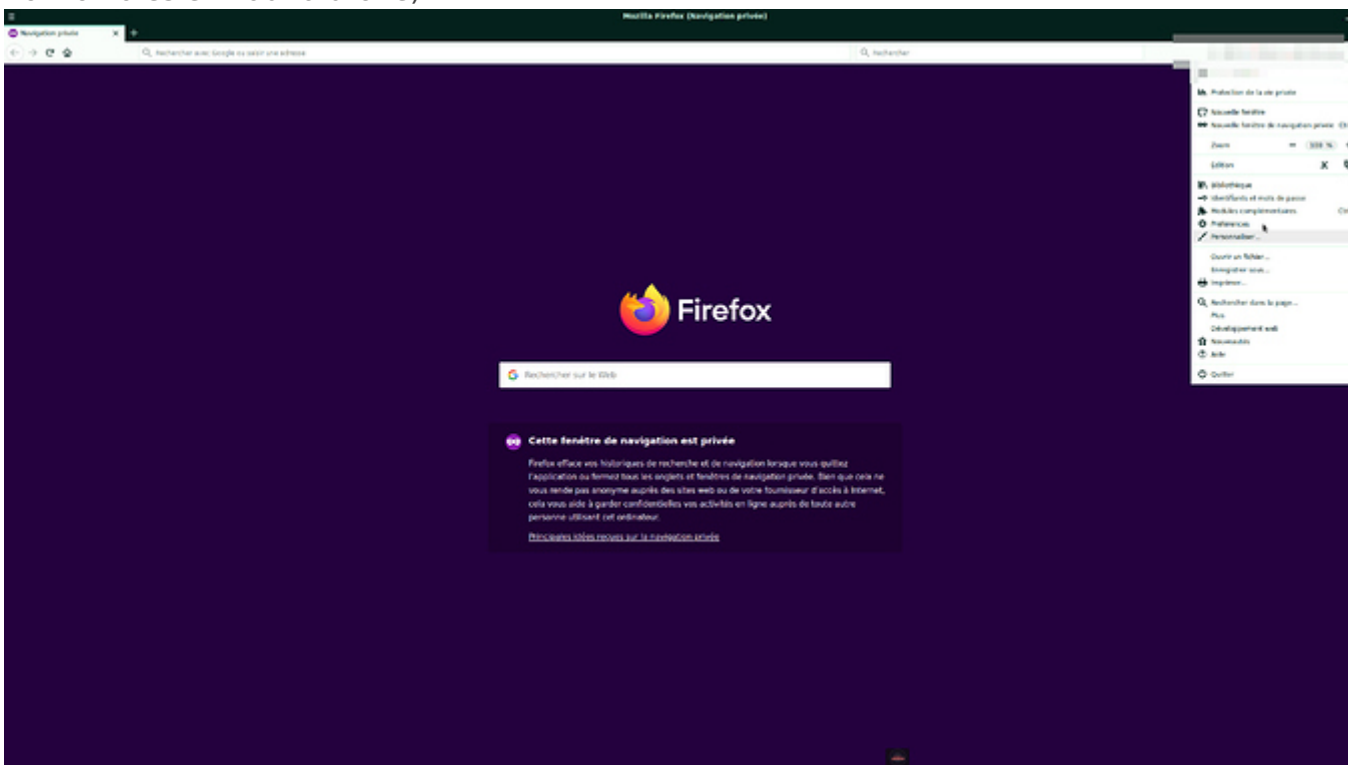 Mozilla Firefox (Navigation privée)
Navigation privée
Rechercher avec Google ou saisir une adresse
Rechercher
Protection de la vie privée
Nouvelle fenêtre
Nouvelle fenêtre de navigation privée
Zoom
Édition
Bibliothèque
Identifiants et mots de passe
Modules complémentaires
Préférences
Personnaliser...
Ouvrir un fichier...
Enregistrer sous...
Imprimer...
Rechercher dans la page...
Plus
Développement web
Nouveautés
Aide
Quitter
Firefox
Rechercher sur le Web
Cette fenêtre de navigation est privée
Firefox efface vos historiques de recherche et de navigation lorsque vous quittez
l'application ou fermez tous les onglets et fenêtres de navigation privée. Bien que cela ne
vous rende pas anonyme auprès des sites web ou de votre fournisseur d'accès à Internet,
cela vous aide à garder confidentielles vos activités en ligne auprès de toute autre
personne utilisant cet ordinateur.
Principales idées reçues sur la navigation privée